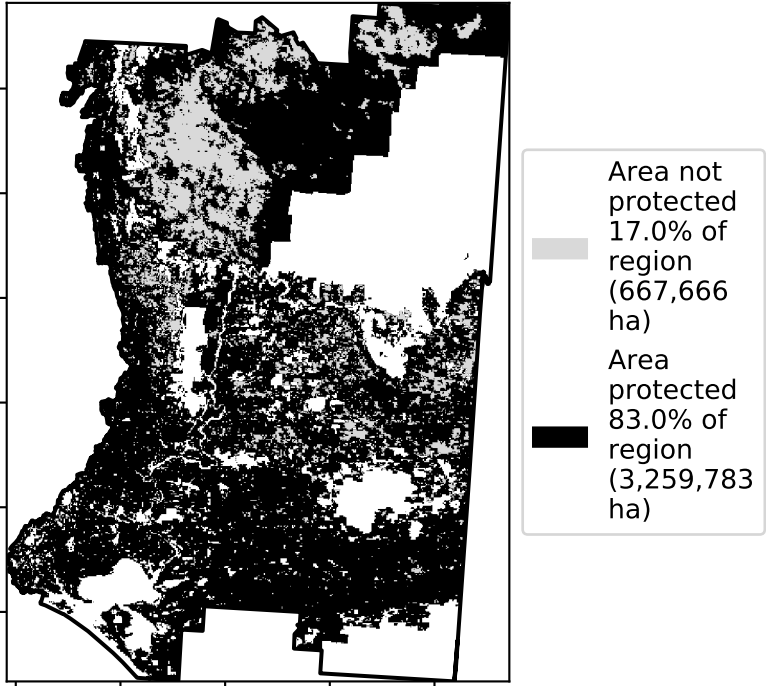 Area not
protected
17.0% of
region
(667,666
ha)
Area
protected
83.0% of
region
(3,259,783
ha)